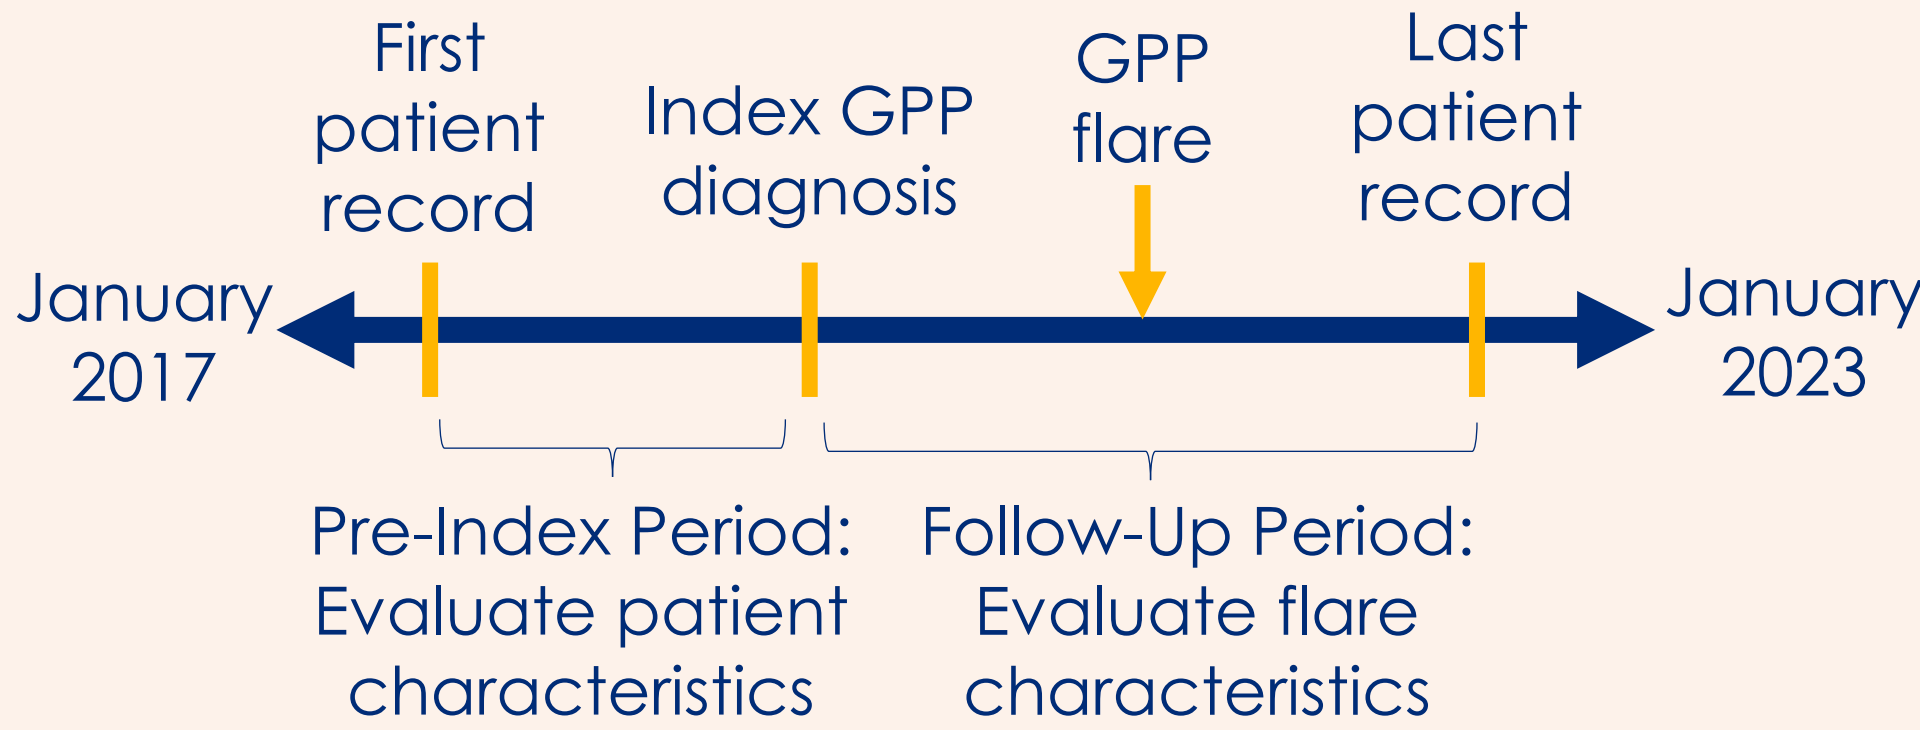 First
patient
record
Index GPP
diagnosis
GPP
flare
Last
patient
record
January
2017
January
2023
Pre-Index Period:
Evaluate patient
characteristics
Follow-Up Period:
Evaluate flare
characteristics